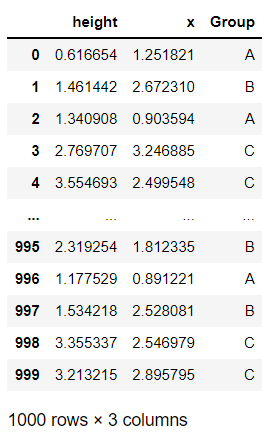 height x Group
0 0.616654 1.251821 A
1 1.461442 2.672310 B
2 1.340908 0.903594 A
3 2.769707 3.246885 C
4 3.554693 2.499548 C
... ... ... ...
995 2.319254 1.812335 B
996 1.177529 0.891221 A
997 1.534218 2.528081 B
998 3.355337 2.546979 C
999 3.213215 2.895795 C
1000 rows × 3 columns